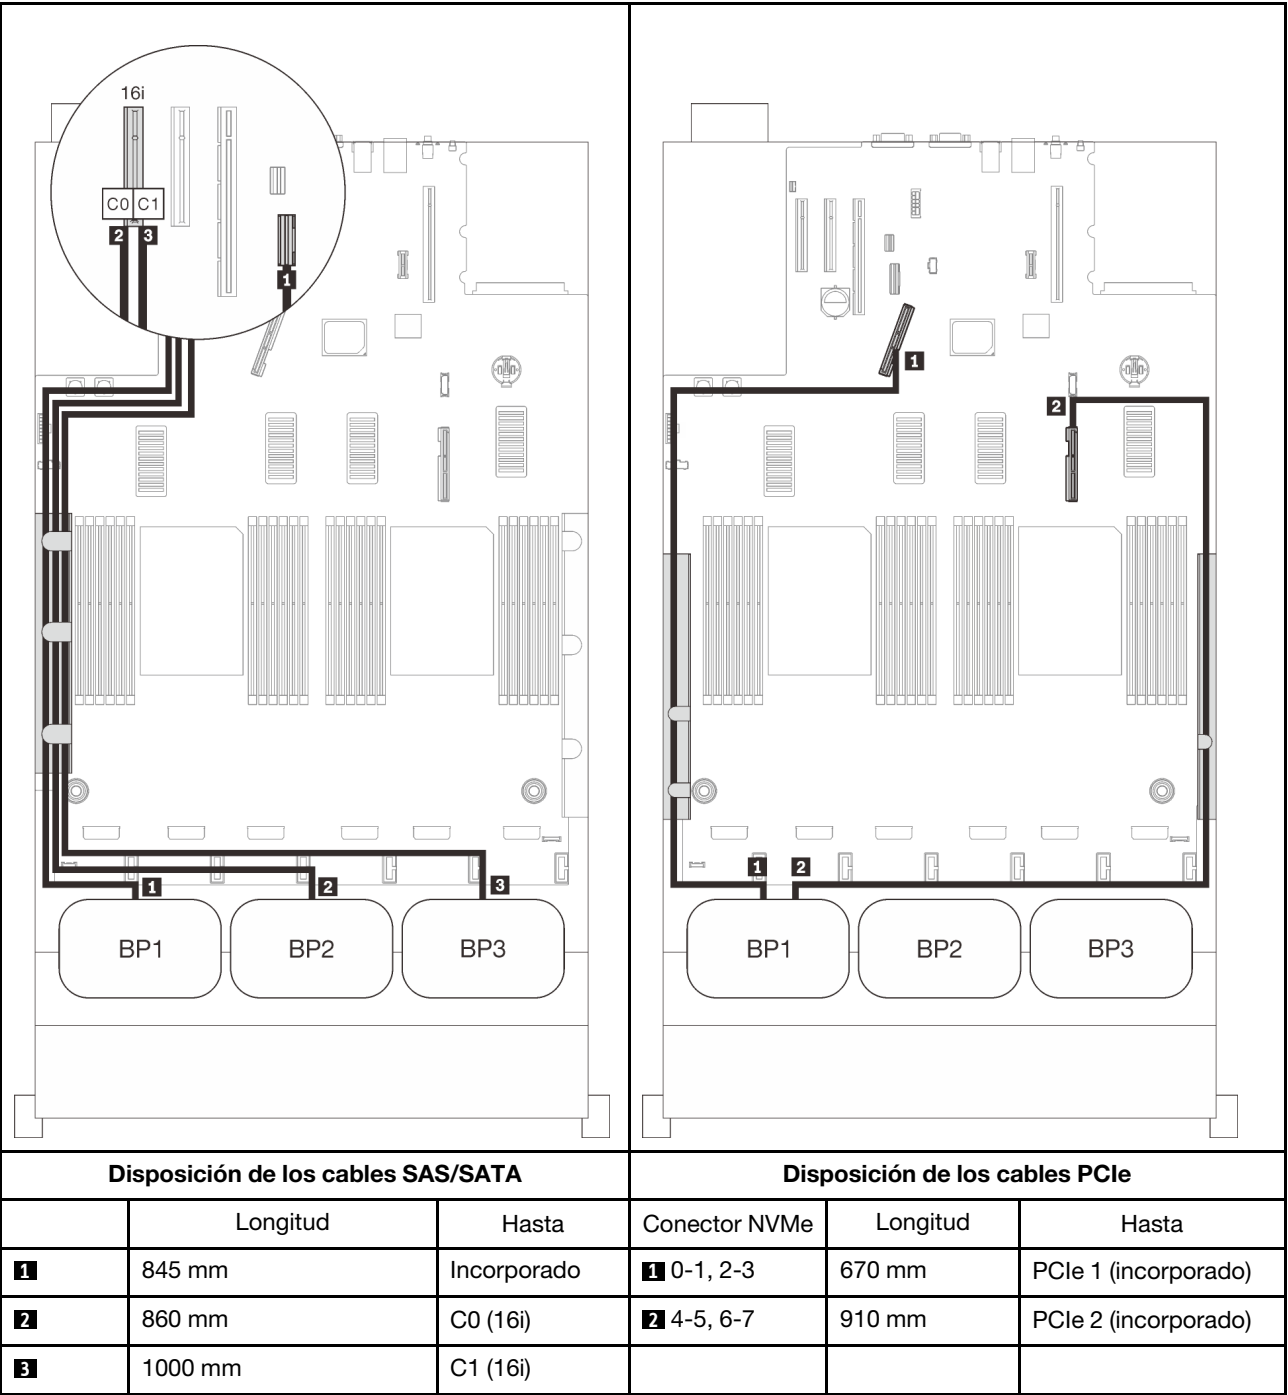 16i
C0 C1
2 3
1
1 2 3
BP1 BP2 BP3
1
2
1 2
BP1 BP2 BP3
Disposición de los cables SAS/SATA
Longitud Hasta
1 845 mm Incorporado
2 860 mm C0 (16i)
3 1000 mm C1 (16i)
Disposición de los cables PCIe
Conector NVMe Longitud Hasta
1 0-1, 2-3 670 mm PCIe 1 (incorporado)
2 4-5, 6-7 910 mm PCIe 2 (incorporado)